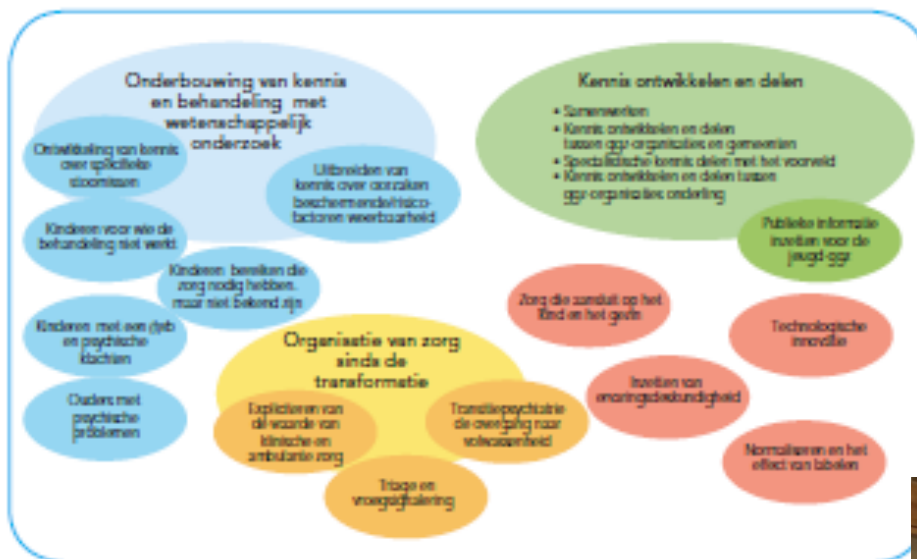 Onderbouwing van kennis
en behandeling met
wetenschappelijk
onderzoek
Ontwikkeling van kennis
over specifieke
stoornissen
Uitbreiden van
kennis over oorzaken
beschermende/risico-
factoren weerbaarheid
Kinderen voor wie de
behandeling niet werkt
Kinderen bereiken die
zorg nodig hebben,
maar niet bekend zijn
Kinderen met een
en psychische
klachten
Ouders met
psychische
problemen
Organisatie van zorg
sinds de
transformatie
Expliciteren van
de waarde van
klinische en
ambulante zorg
Transitiepsychiatrie
de overgang naar
volwassenheid
Triage en
vroegsignalering
Kennis ontwikkelen en delen
• Samenwerken
• Kennis ontwikkelen en delen
tussen ggz-organisaties en gemeenten
• Specialistische kennis delen met het voorveld
• Kennis ontwikkelen en delen tussen
ggz-organisaties onderling
Publieke informatie
inzetten voor de
jeugd-ggz
Zorg die aansluit op het
kind en het gezin
Technologische
innovatie
Inzetten van
ervaringsdeskundigheid
Normaliseren en het
effect van labelen